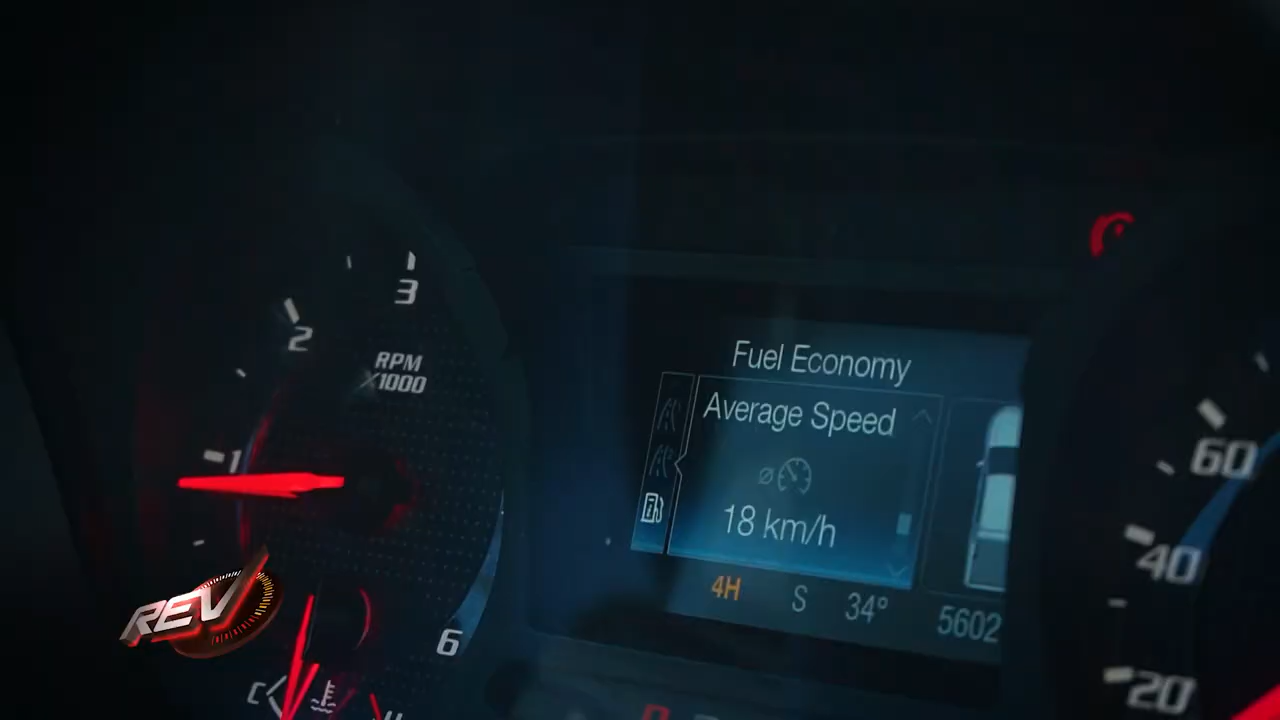 3
2
RPM
X1000
1
6
C
Fuel Economy
Average Speed
18 km/h
4H
S
34°
5602
60
40
20
REV